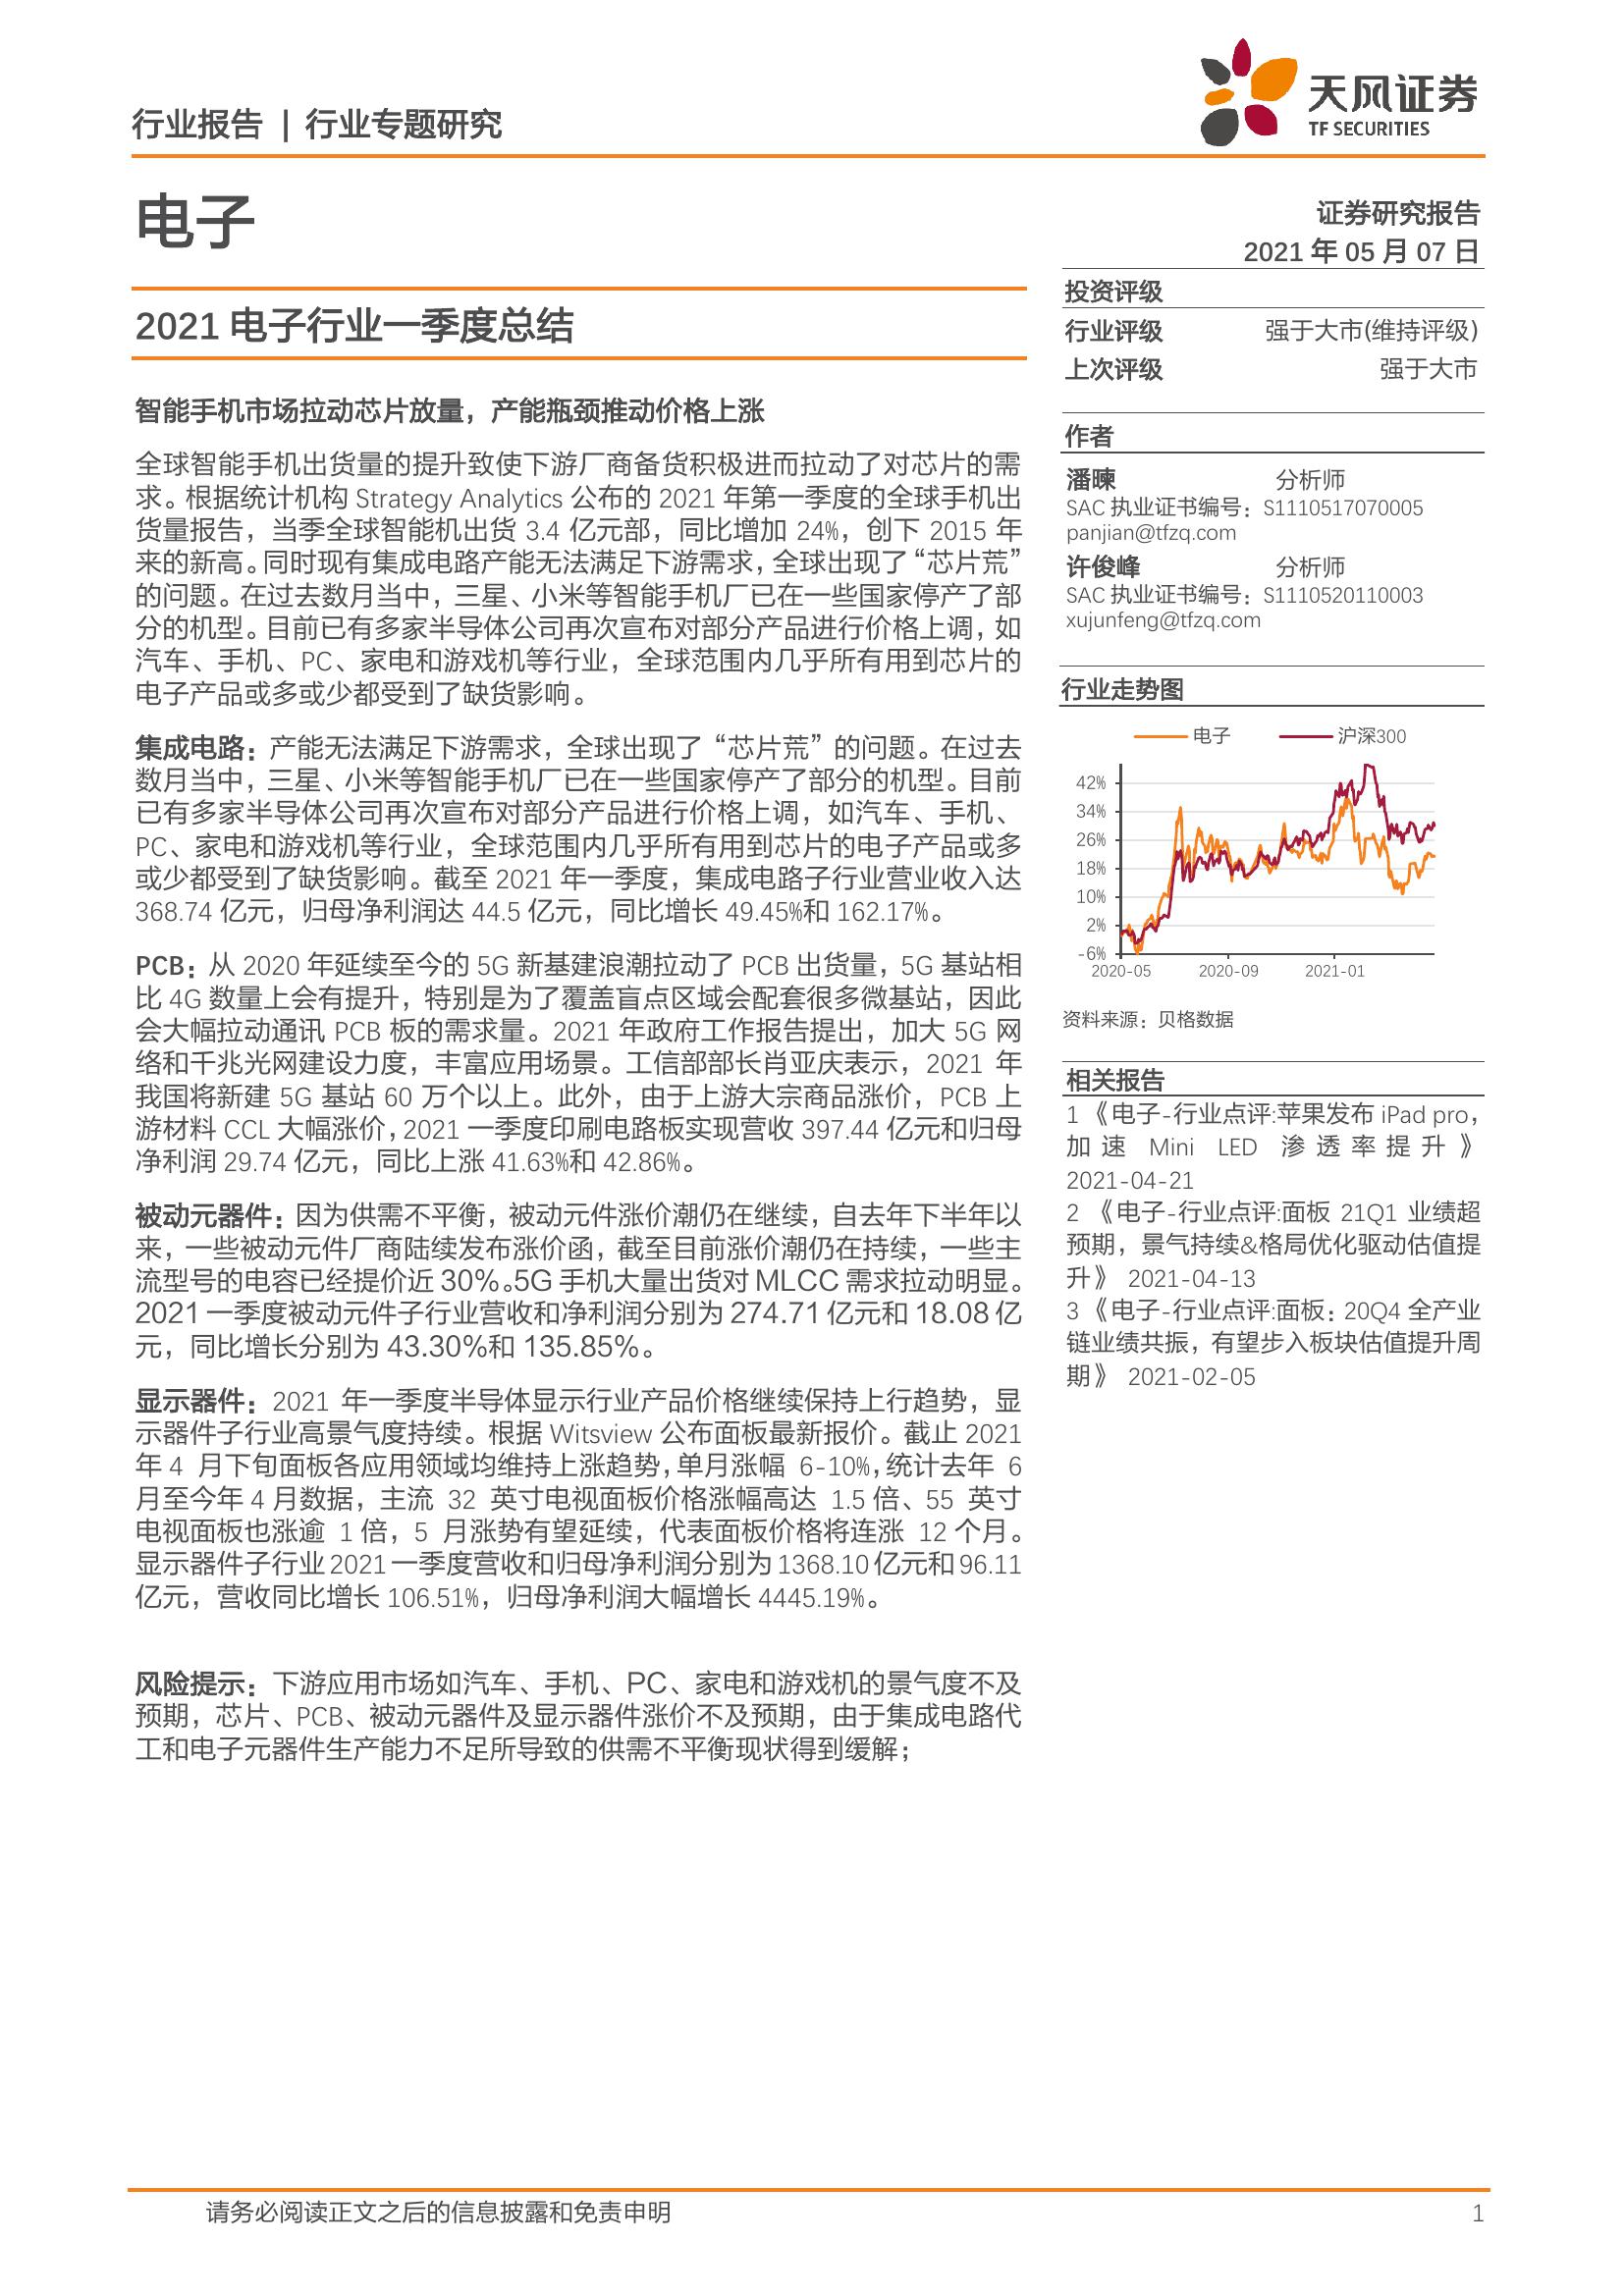 行业报告 | 行业专题研究
天风证券
TF SECURITIES
电子
2021 电子行业一季度总结
智能手机市场拉动芯片放量，产能瓶颈推动价格上涨
全球智能手机出货量的提升致使下游厂商备货积极进而拉动了对芯片的需
求。根据统计机构 Strategy Analytics 公布的 2021 年第一季度的全球手机出
货量报告，当季全球智能机出货 3.4 亿元部，同比增加 24%，创下 2015 年
来的新高。同时现有集成电路产能无法满足下游需求，全球出现了“芯片荒”
的问题。在过去数月当中，三星、小米等智能手机厂已在一些国家停产了部
分的机型。目前已有多家半导体公司再次宣布对部分产品进行价格上调，如
汽车、手机、PC、家电和游戏机等行业，全球范围内几乎所有用到芯片的
电子产品或多或少都受到了缺货影响。
集成电路：产能无法满足下游需求，全球出现了“芯片荒”的问题。在过去
数月当中，三星、小米等智能手机厂已在一些国家停产了部分的机型。目前
已有多家半导体公司再次宣布对部分产品进行价格上调，如汽车、手机、
PC、家电和游戏机等行业，全球范围内几乎所有用到芯片的电子产品或多
或少都受到了缺货影响。截至 2021 年一季度，集成电路子行业营业收入达
368.74 亿元，归母净利润达 44.5 亿元，同比增长 49.45%和 162.17%。
PCB：从 2020 年延续至今的 5G 新基建浪潮拉动了 PCB 出货量，5G 基站相
比 4G 数量上会有提升，特别是为了覆盖盲点区域会配套很多微基站，因此
会大幅拉动通讯 PCB 板的需求量。2021 年政府工作报告提出，加大 5G 网
络和千兆光网建设力度，丰富应用场景。工信部部长肖亚庆表示，2021 年
我国将新建 5G 基站 60 万个以上。此外，由于上游大宗商品涨价，PCB 上
游材料 CCL 大幅涨价，2021 一季度印刷电路板实现营收 397.44 亿元和归母
净利润 29.74 亿元，同比上涨 41.63%和 42.86%。
被动元器件：因为供需不平衡，被动元件涨价潮仍在继续，自去年下半年以
来，一些被动元件厂商陆续发布涨价函，截至目前涨价潮仍在持续，一些主
流型号的电容已经提价近 30%。5G 手机大量出货对 MLCC 需求拉动明显。
2021 一季度被动元件子行业营收和净利润分别为 274.71 亿元和 18.08 亿
元，同比增长分别为 43.30%和 135.85%。
显示器件：2021 年一季度半导体显示行业产品价格继续保持上行趋势，显
示器件子行业高景气度持续。根据 Witsview 公布面板最新报价。截止 2021
年 4 月下旬面板各应用领域均维持上涨趋势，单月涨幅 6-10%，统计去年 6
月至今年 4 月数据，主流 32 英寸电视面板价格涨幅高达 1.5 倍、55 英寸
电视面板也涨逾 1 倍，5 月涨势有望延续，代表面板价格将连涨 12 个月。
显示器件子行业 2021 一季度营收和归母净利润分别为 1368.10 亿元和 96.11
亿元，营收同比增长 106.51%，归母净利润大幅增长 4445.19%。
风险提示：下游应用市场如汽车、手机、PC、家电和游戏机的景气度不及
预期，芯片、PCB、被动元器件及显示器件涨价不及预期，由于集成电路代
工和电子元器件生产能力不足所导致的供需不平衡现状得到缓解；
证券研究报告
2021 年 05 月 07 日
投资评级
行业评级 强于大市(维持评级)
上次评级 强于大市
作者
潘暕 分析师
SAC 执业证书编号：S1110517070005
panjian@tfzq.com
许俊峰 分析师
SAC 执业证书编号：S1110520110003
xujunfeng@tfzq.com
行业走势图
电子 沪深300
42%
34%
26%
18%
10%
2%
-6%
2020-05 2020-09 2021-01
资料来源：贝格数据
相关报告
1 《电子-行业点评:苹果发布 iPad pro，
加速 Mini LED 渗透率提升》
2021-04-21
2 《电子-行业点评:面板 21Q1 业绩超
预期，景气持续&格局优化驱动估值提
升》 2021-04-13
3 《电子-行业点评:面板：20Q4 全产业
链业绩共振，有望步入板块估值提升周
期》 2021-02-05
请务必阅读正文之后的信息披露和免责申明 1